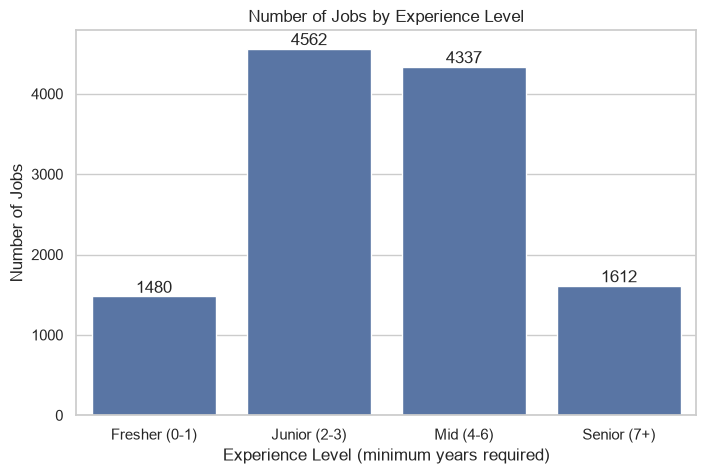 Number of Jobs by Experience Level
4562
4337
1480
1612
4000
3000
2000
1000
0
Number of Jobs
Fresher (0-1)
Junior (2-3)
Mid (4-6)
Senior (7+)
Experience Level (minimum years required)